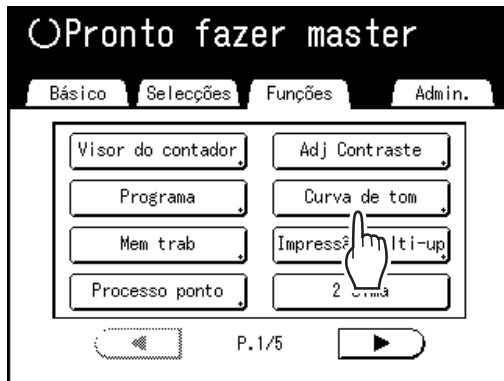 Pronto fazer master
Básico Selecções Funções Admin.
Visor do contador Adj Contraste
Programa Curva de tom
Mem trab
Processo ponto 2
P.1/5